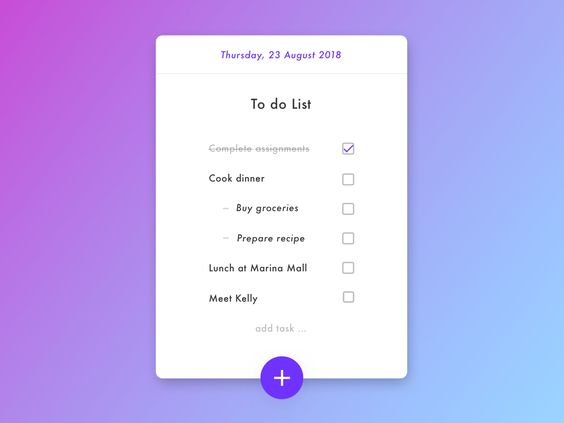 Thursday, 23 August 2018
To do List
Complete assignments
Cook dinner
– Buy groceries
– Prepare recipe
Lunch at Marina Mall
Meet Kelly
add task ...
+